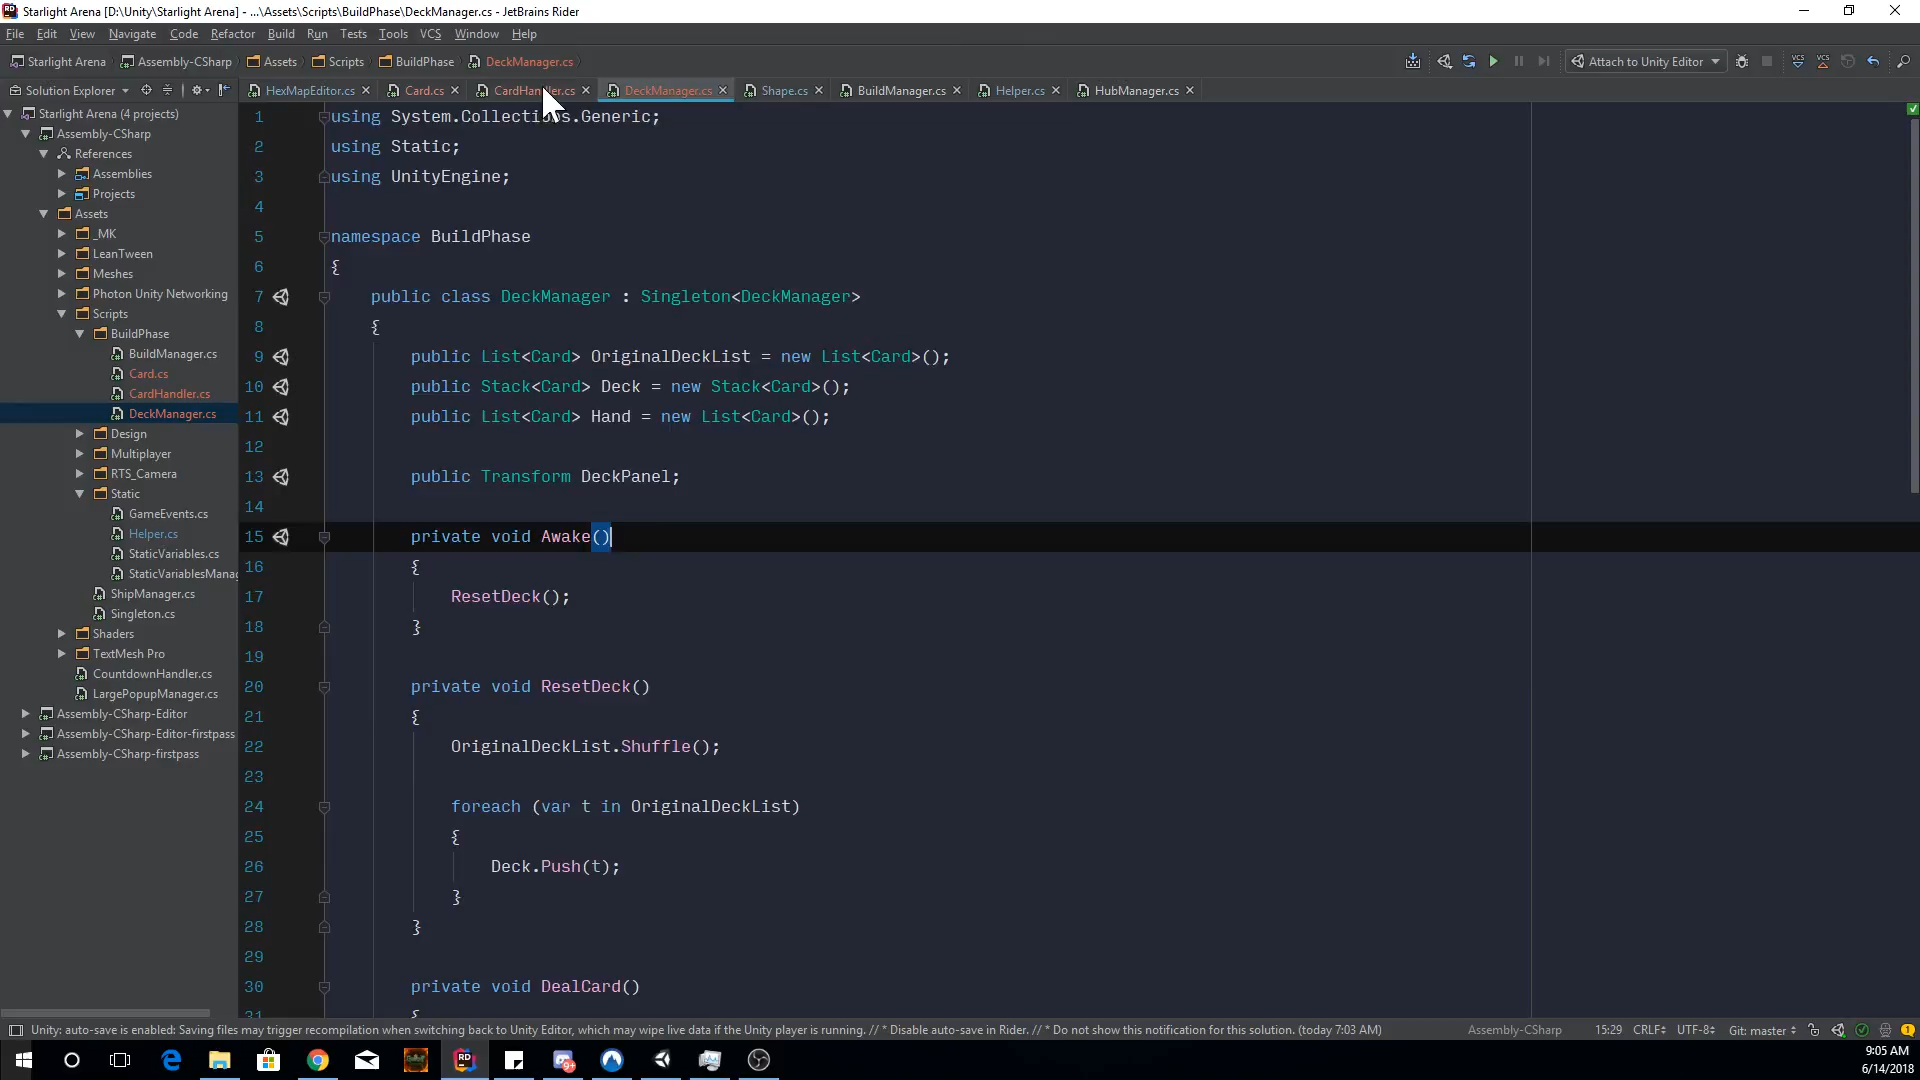 Starlight Arena [D:\Unity\Starlight Arena] - ...\Assets\Scripts\BuildPhase\DeckManager.cs - JetBrains Rider
File Edit View Navigate Code Refactor Build Run Tests Tools VCS Window Help
Starlight Arena Assembly-CSharp Assets Scripts BuildPhase DeckManager.cs Attach to Unity Editor
Solution Explorer HexMapEditor.cs Card.cs CardHandler.cs DeckManager.cs Shape.cs BuildManager.cs Helper.cs HubManager.cs
Starlight Arena (4 projects)
Assembly-CSharp
References
Assemblies
Projects
Assets
_MK
LeanTween
Meshes
Photon Unity Networking
Scripts
BuildPhase
BuildManager.cs
Card.cs
CardHandler.cs
DeckManager.cs
Design
Multiplayer
RTS_Camera
Static
GameEvents.cs
Helper.cs
StaticVariables.cs
StaticVariablesManag
ShipManager.cs
Singleton.cs
Shaders
TextMesh Pro
CountdownHandler.cs
LargePopupManager.cs
Assembly-CSharp-Editor
Assembly-CSharp-Editor-firstpass
Assembly-CSharp-firstpass
1 using System.Collections.Generic;
2 using Static;
3 using UnityEngine;
4
5 namespace BuildPhase
6 {
7 public class DeckManager : Singleton<DeckManager>
8 {
9 public List<Card> OriginalDeckList = new List<Card>();
10 public Stack<Card> Deck = new Stack<Card>();
11 public List<Card> Hand = new List<Card>();
12
13 public Transform DeckPanel;
14
15 private void Awake()
16 {
17 ResetDeck();
18 }
19
20 private void ResetDeck()
21 {
22 OriginalDeckList.Shuffle();
23
24 foreach (var t in OriginalDeckList)
25 {
26 Deck.Push(t);
27 }
28 }
29
30 private void DealCard()
31 {
Unity: auto-save is enabled: Saving files may trigger recompilation when switching back to Unity Editor, which may wipe live data if the Unity player is running. // * Disable auto-save in Rider. // * Do not show this notification for this solution. (today 7:03 AM) Assembly-CSharp 15:29 CRLF UTF-8 Git: master 1
9:05 AM
6/14/2018